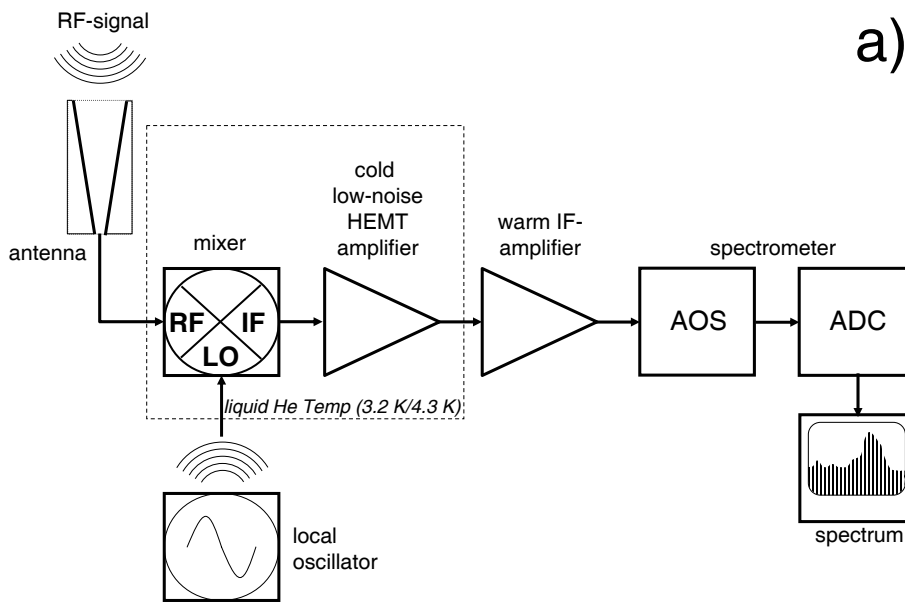 RF-signal
a)
antenna
mixer
cold
low-noise
HEMT
amplifier
warm IF-
amplifier
spectrometer
RF
IF
LO
AOS
ADC
liquid He Temp (3.2 K/4.3 K)
local
oscillator
spectrum